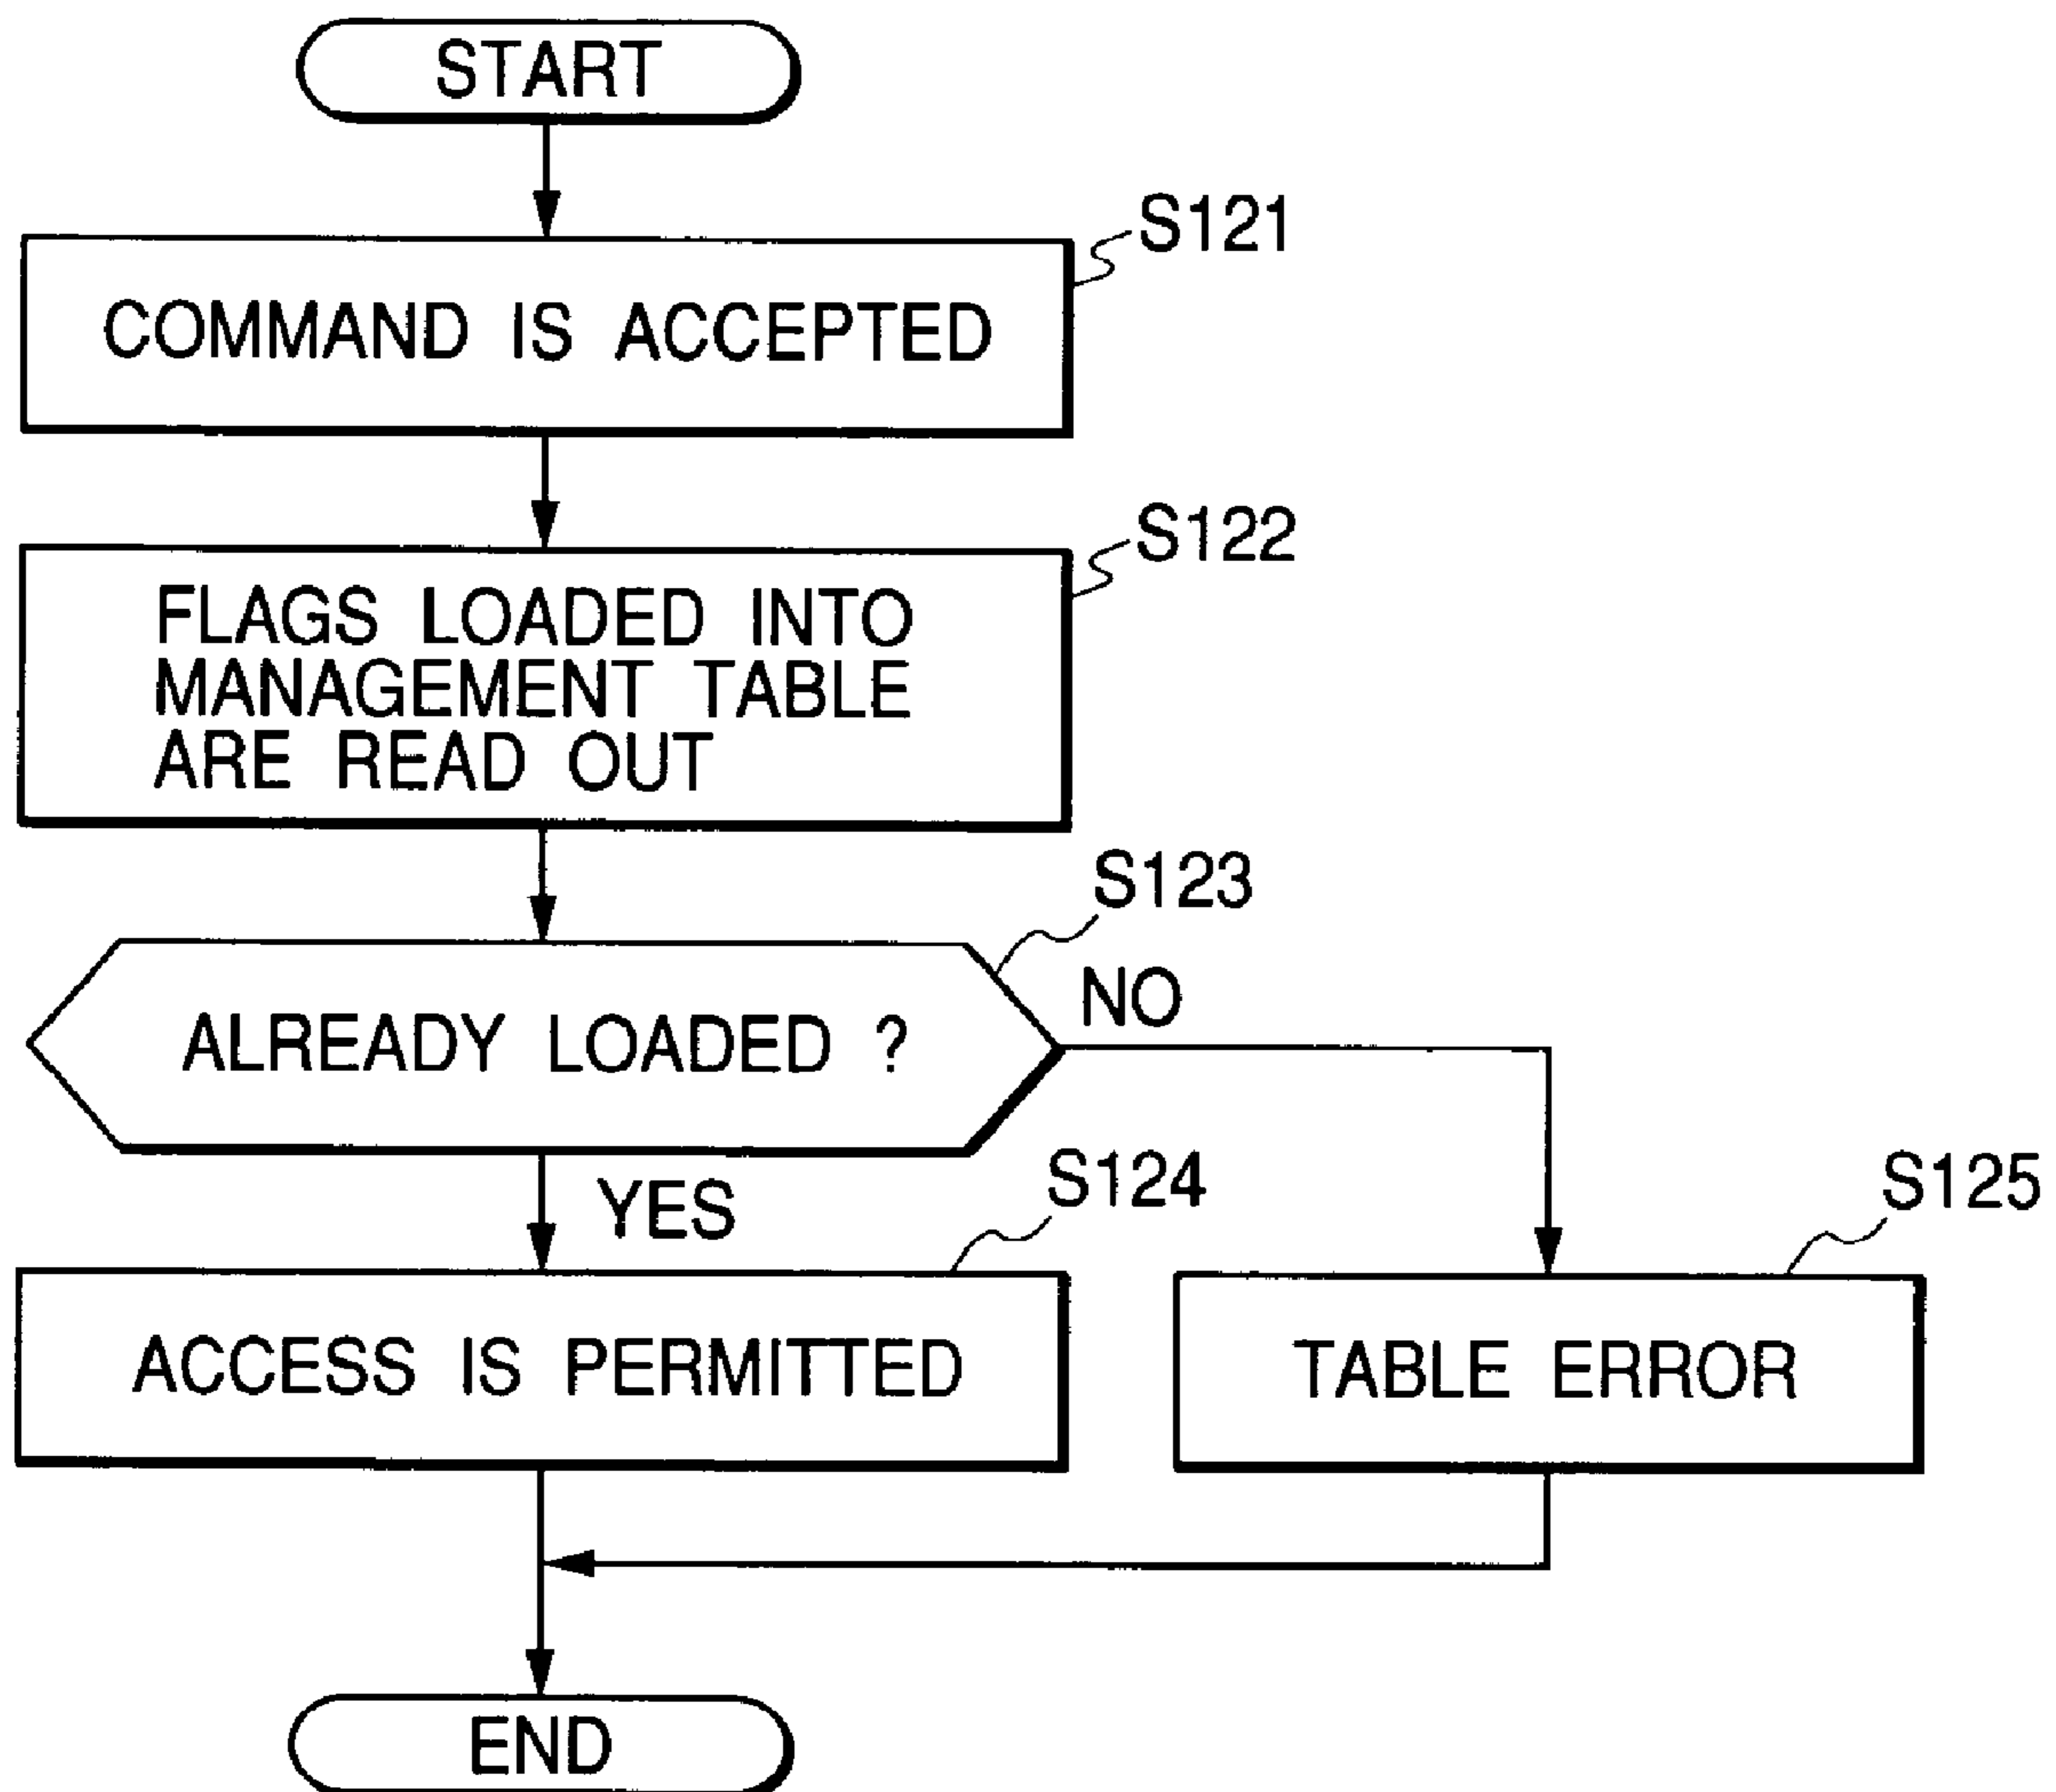 START
S121
COMMAND IS ACCEPTED
S122
FLAGS LOADED INTO
MANAGEMENT TABLE
ARE READ OUT
S123
NO
ALREADY LOADED ?
YES
S124
S125
ACCESS IS PERMITTED
TABLE ERROR
END